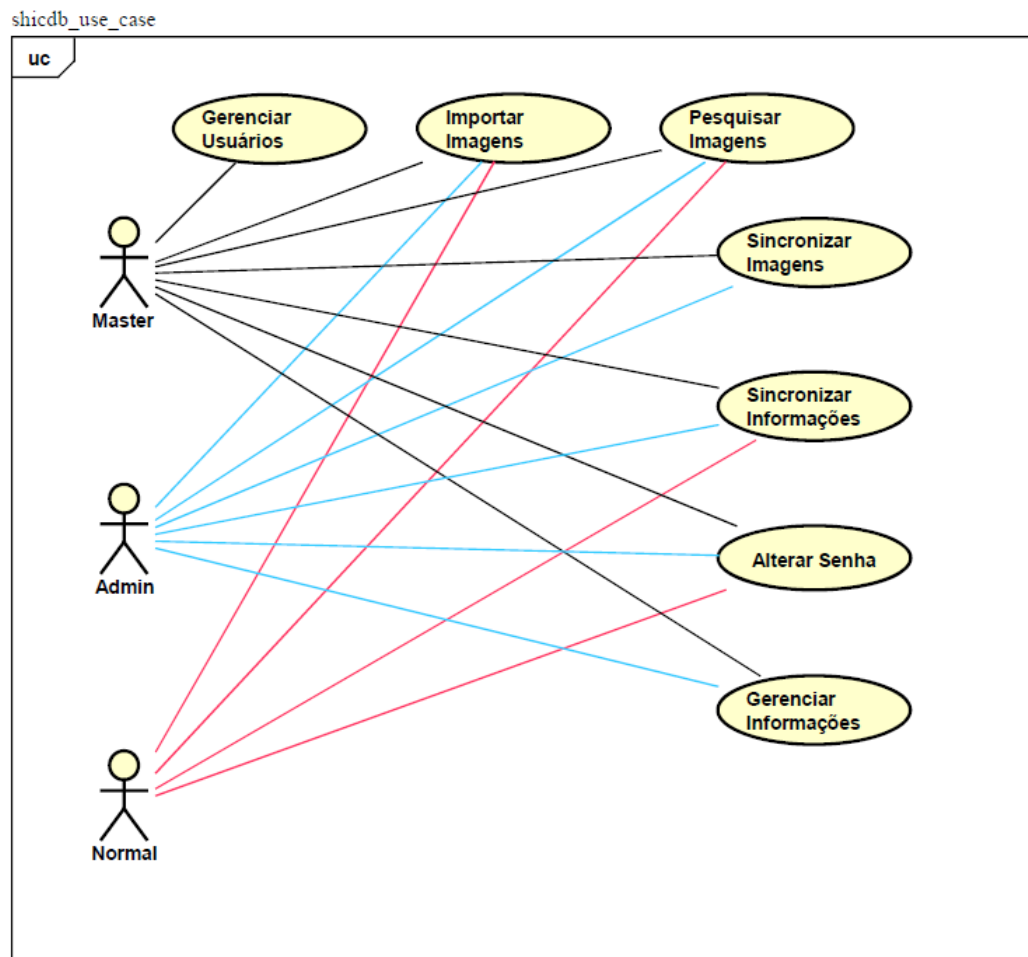 shicdb_use_case
uc
Gerenciar
Usuários
Importar
Imagens
Pesquisar
Imagens
Sincronizar
Imagens
Master
Sincronizar
Informações
Admin
Alterar Senha
Gerenciar
Informações
Normal